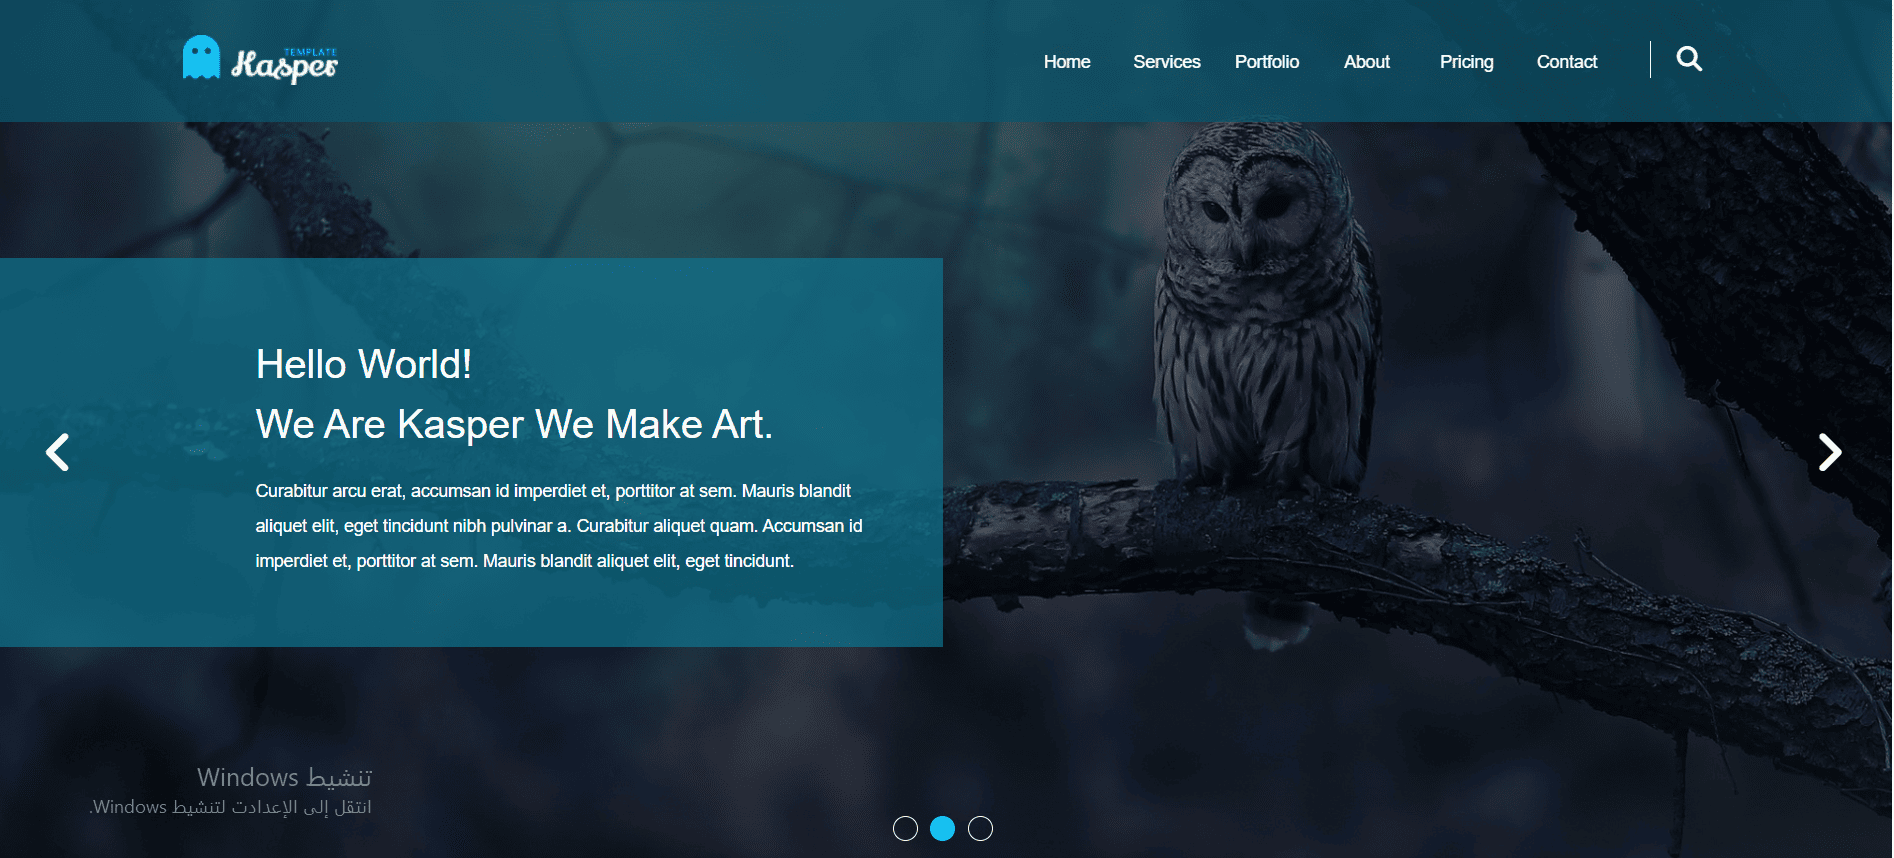 TEMPLATE
Kasper
Home Services Portfolio About Pricing Contact
Hello World!
We Are Kasper We Make Art.
Curabitur arcu erat, accumsan id imperdiet et, porttitor at sem. Mauris blandit
aliquet elit, eget tincidunt nibh pulvinar a. Curabitur aliquet quam. Accumsan id
imperdiet et, porttitor at sem. Mauris blandit aliquet elit, eget tincidunt.
تنشيط Windows
انتقل إلى الإعدادت لتنشيط Windows.